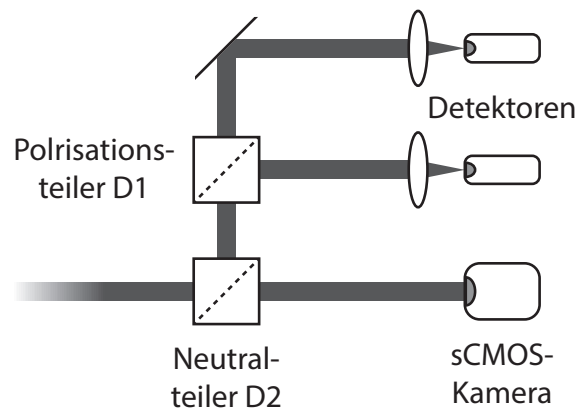 Detektoren
Polrisations-
teiler D1
Neutral-
teiler D2
sCMOS-
Kamera